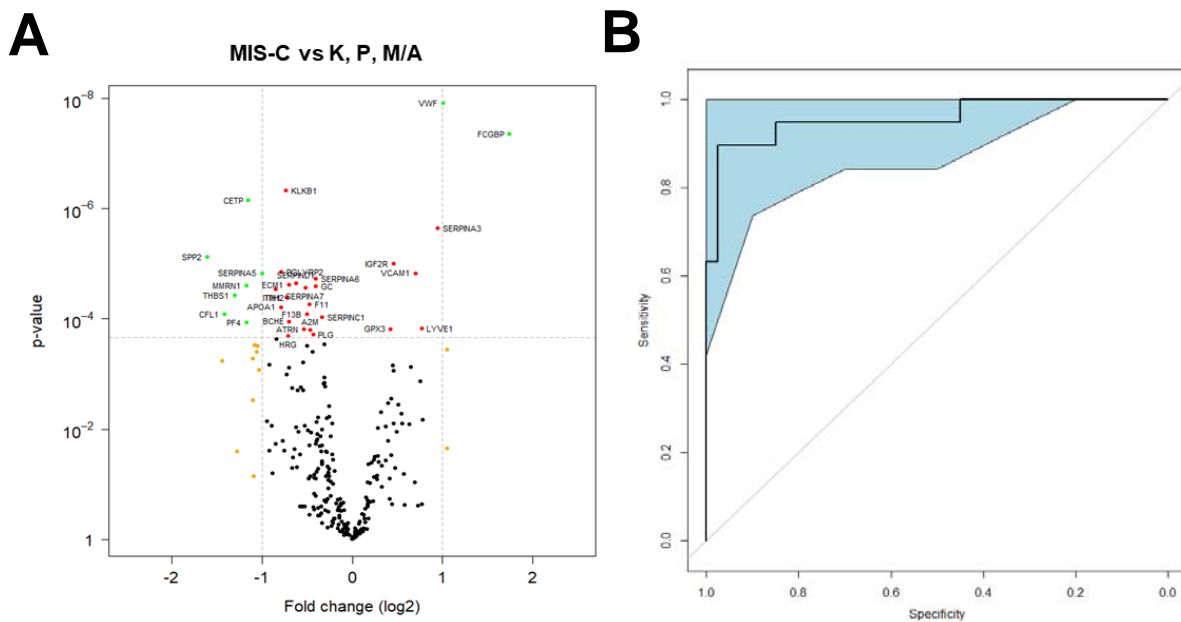 A
B
MIS-C vs K, P, M/A
10⁻⁸
10⁻⁶
10⁻⁴
10⁻²
1
p-value
VWF
FCGBP
KLKB1
CETP
SERPINA3
SPP2
IGF2R
VCAM1
SERPINA5
PGLYRP2
SERPIND1
SERPINA6
MMRN1
ECM1
GC
THBS1
ITIH2
SERPINA7
APOA1
F11
CFL1
F13B
SERPINC1
PF4
BCHE
A2M
ATRN
PLG
GPX3
LYVE1
HRG
-2 -1 0 1 2
Fold change (log2)
Sensitivity
1.0
0.8
0.6
0.4
0.2
0.0
1.0 0.8 0.6 0.4 0.2 0.0
Specificity